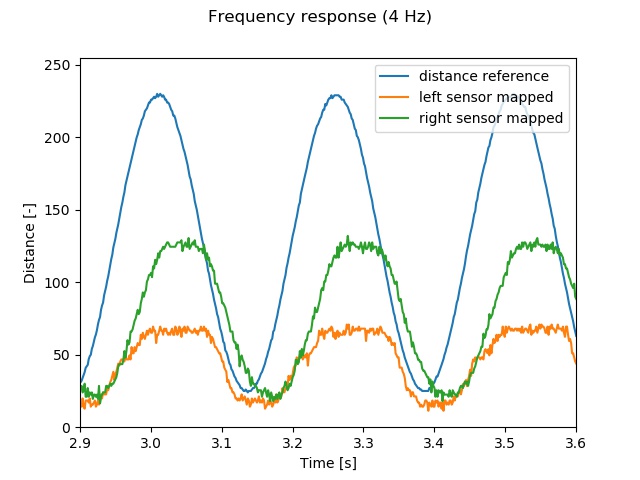 Frequency response (4 Hz)
distance reference
left sensor mapped
right sensor mapped
Distance [-]
250
200
150
100
50
0
2.9 3.0 3.1 3.2 3.3 3.4 3.5 3.6
Time [s]